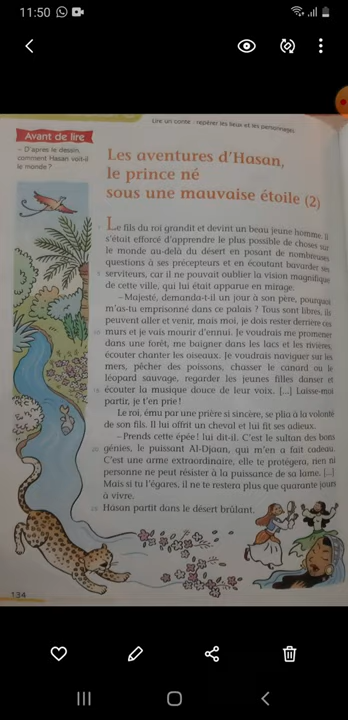 11:50
Lire un conte : repérer les lieux et les personnages.
Avant de lire
– D'après le dessin,
comment Hasan voit-il
le monde ?
Les aventures d'Hasan,
le prince né
sous une mauvaise étoile (2)
Le fils du roi grandit et devint un beau jeune homme. Il
s'était efforcé d'apprendre le plus possible de choses sur
le monde au-delà du désert en posant de nombreuses
questions à ses précepteurs et en écoutant bavarder ses
5 serviteurs, car il ne pouvait oublier la vision magnifique
de cette ville, qui lui était apparue en mirage.
– Majesté, demanda-t-il un jour à son père, pourquoi
m'as-tu emprisonné dans ce palais ? Tous sont libres, ils
peuvent aller et venir, mais moi, je dois rester derrière ces
10 murs et je vais mourir d'ennui. Je voudrais me promener
dans une forêt, me baigner dans les lacs et les rivières,
écouter chanter les oiseaux. Je voudrais naviguer sur les
mers, pêcher des poissons, chasser le canard ou le
léopard sauvage, regarder les jeunes filles danser et
15 écouter la musique douce de leur voix. [...] Laisse-moi
partir, je t'en prie !
Le roi, ému par une prière si sincère, se plia à la volonté
de son fils. Il lui offrit un cheval et lui fit ses adieux.
– Prends cette épée ! lui dit-il. C'est le sultan des bons
20 génies, le puissant Al-Djaan, qui m'en a fait cadeau.
C'est une arme extraordinaire, elle te protégera, rien ni
personne ne peut résister à la puissance de sa lame. [...]
Mais si tu l'égares, il ne te restera plus que quarante jours
à vivre.
25 Hâsan partit dans le désert brûlant.
134